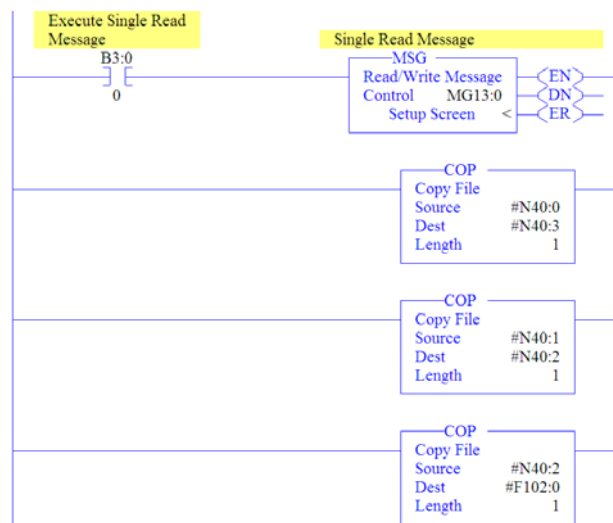 Execute Single Read
Message
Single Read Message
B3:0
0
MSG
Read/Write Message
Control MG13:0
Setup Screen <
EN
DN
ER
COP
Copy File
Source #N40:0
Dest #N40:3
Length 1
COP
Copy File
Source #N40:1
Dest #N40:2
Length 1
COP
Copy File
Source #N40:2
Dest #F102:0
Length 1